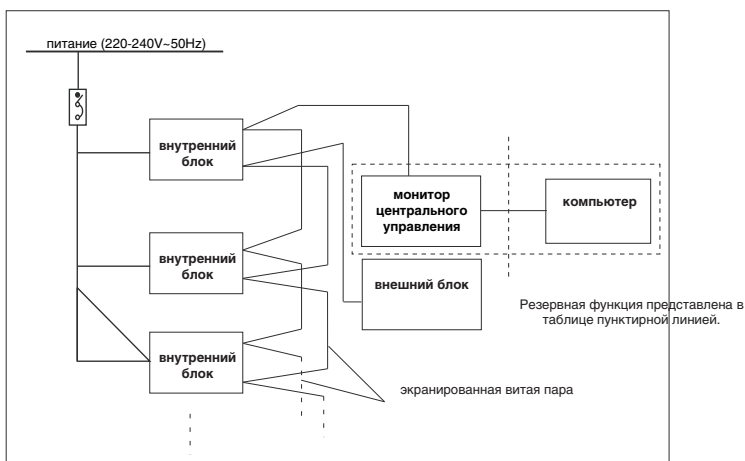 питание (220-240V~50Hz)
внутренний
блок
монитор
центрального
управления
компьютер
внутренний
блок
внешний блок
Резервная функция представлена в
таблице пунктирной линией.
внутренний
блок
экранированная витая пара